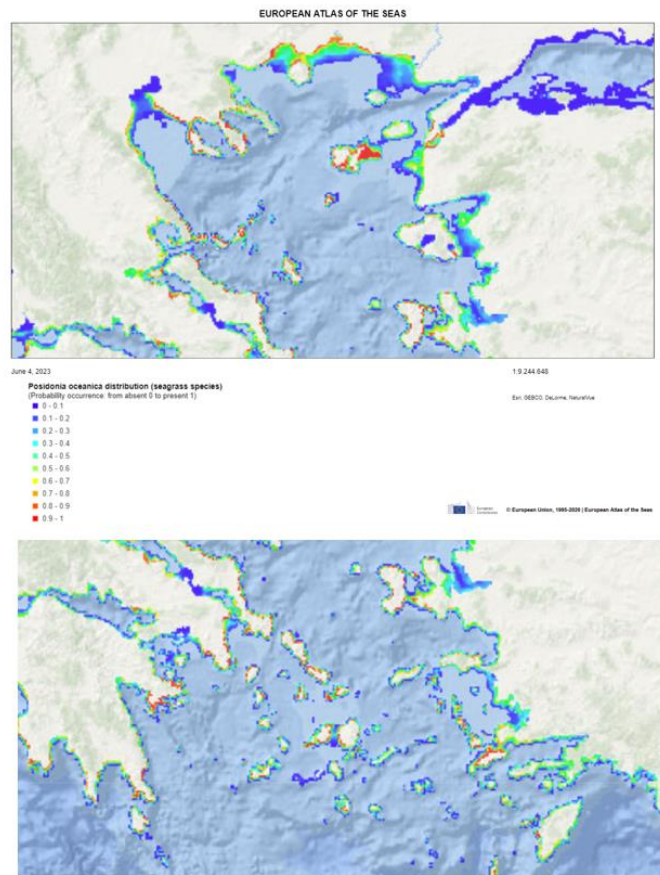 EUROPEAN ATLAS OF THE SEAS
June 4, 2023
1:9.244.648
Posidonia oceanica distribution (seagrass species)
(Probability occurrence: from absent 0 to present 1)
Esri, GEBCO, DeLorme, NaturalVue
0 - 0.1
0.1 - 0.2
0.2 - 0.3
0.3 - 0.4
0.4 - 0.5
0.5 - 0.6
0.6 - 0.7
0.7 - 0.8
0.8 - 0.9
0.9 - 1
European
Commission
© European Union, 1995-2020 | European Atlas of the Seas